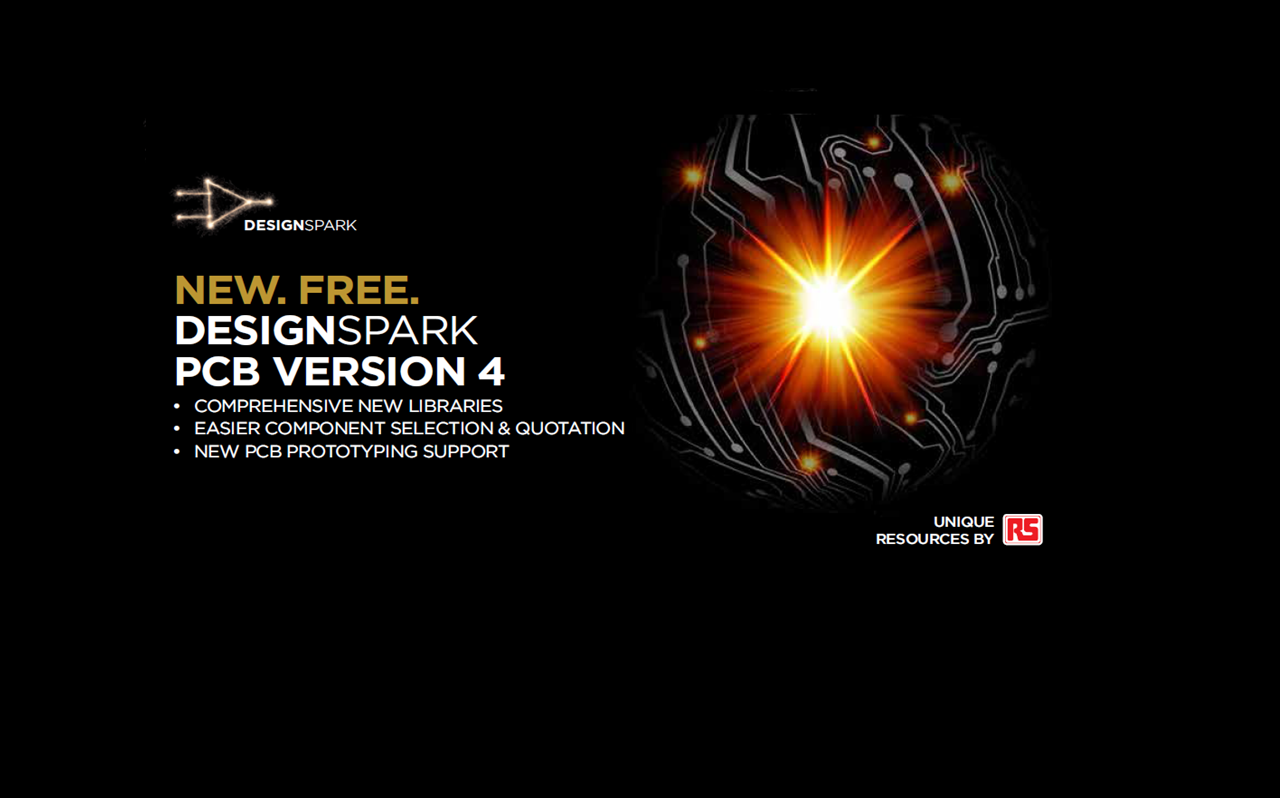 DESIGNSPARK
NEW. FREE.
DESIGNSPARK
PCB VERSION 4
• COMPREHENSIVE NEW LIBRARIES
• EASIER COMPONENT SELECTION & QUOTATION
• NEW PCB PROTOTYPING SUPPORT
UNIQUE
RESOURCES BY
RS